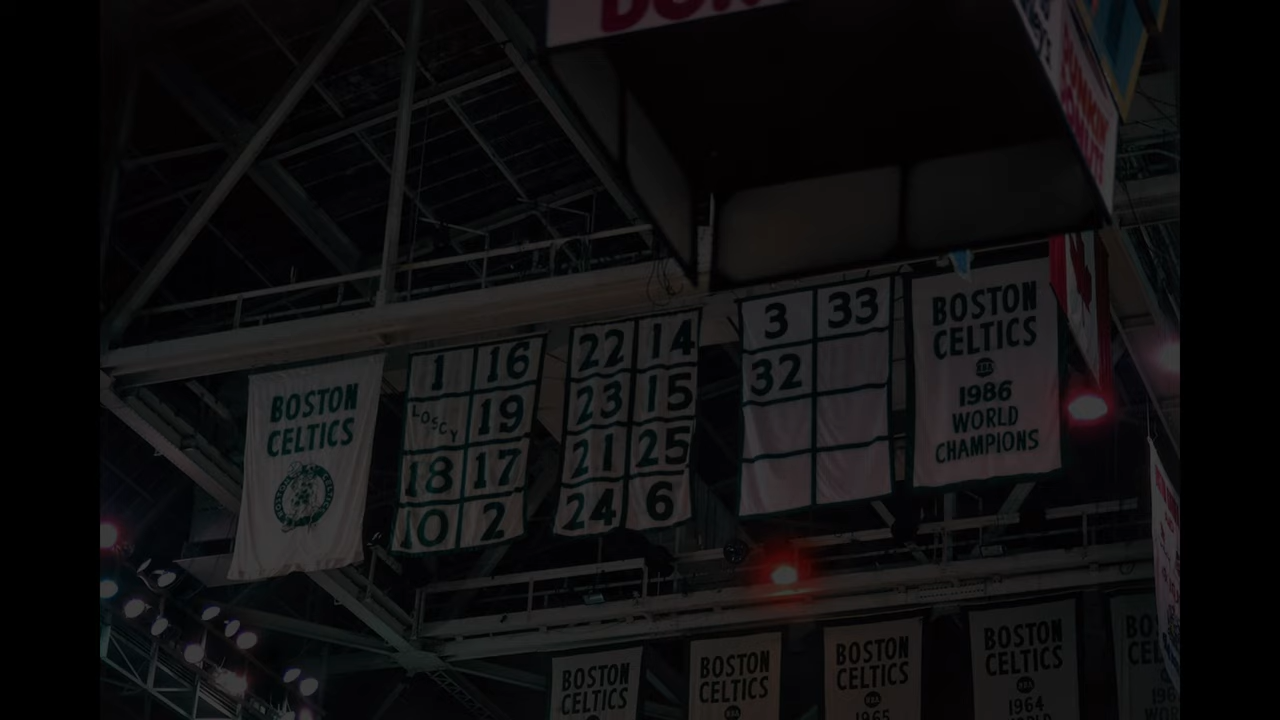 BOSTON
CELTICS
1 16
LOSCY 19
18 17
10 2
22 14
23 15
21 25
24 6
3 33
32
BOSTON
CELTICS
1986
WORLD
CHAMPIONS
BOSTON
CELTICS
BOSTON
CELTICS
BOSTON
CELTICS
1965
BOSTON
CELTICS
1964
WORLD